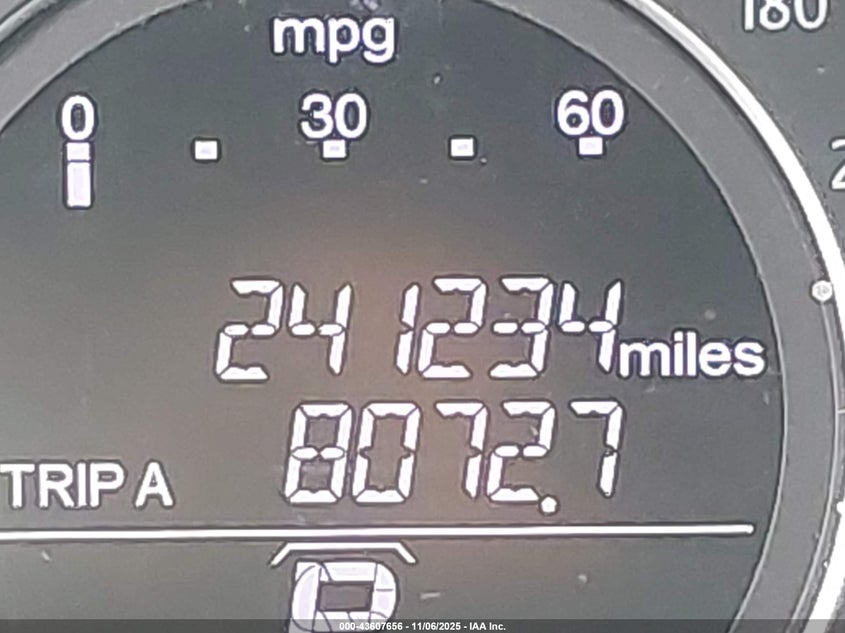 180
mpg
0 30 60
241234 miles
TRIP A 8072.7
P
000-43607656 - 11/06/2025 - IAA Inc.